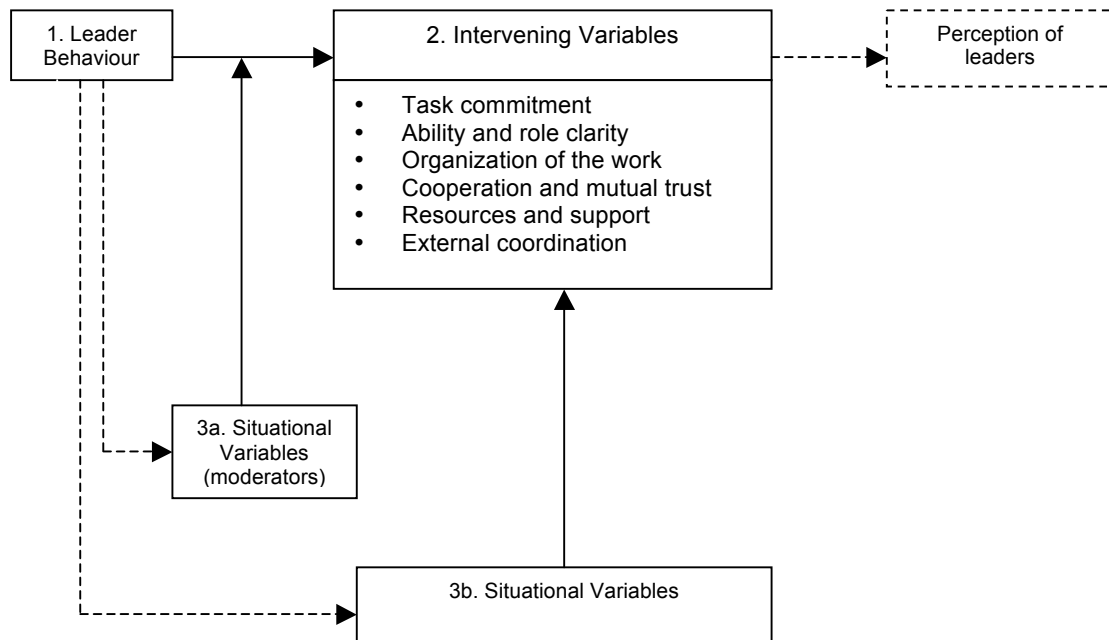 1. Leader
Behaviour
2. Intervening Variables
Perception of
leaders
• Task commitment
• Ability and role clarity
• Organization of the work
• Cooperation and mutual trust
• Resources and support
• External coordination
3a. Situational
Variables
(moderators)
3b. Situational Variables